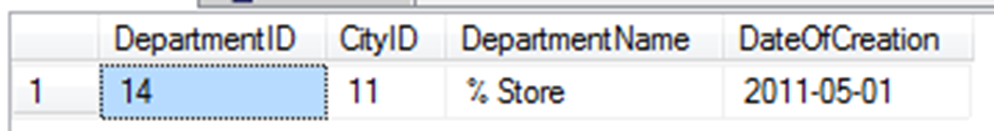 DepartmentID CityID DepartmentName DateOfCreation
1 14 11 % Store 2011-05-01